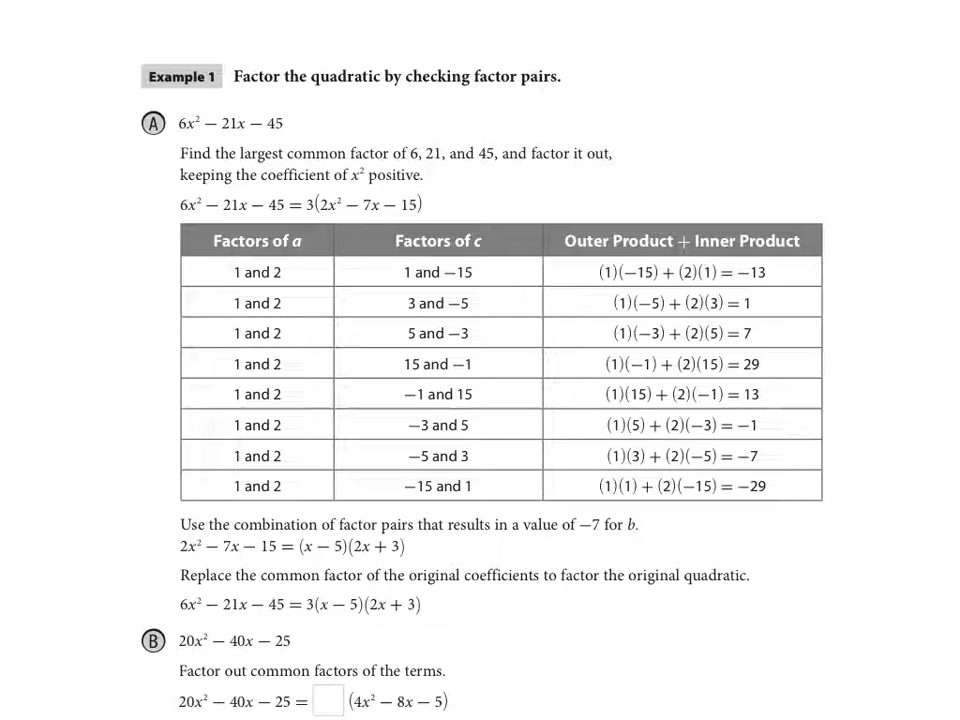 Example 1 Factor the quadratic by checking factor pairs.
A 6x² − 21x − 45
Find the largest common factor of 6, 21, and 45, and factor it out,
keeping the coefficient of x² positive.
6x² − 21x − 45 = 3(2x² − 7x − 15)
Factors of a Factors of c Outer Product + Inner Product
1 and 2 1 and −15 (1)(−15) + (2)(1) = −13
1 and 2 3 and −5 (1)(−5) + (2)(3) = 1
1 and 2 5 and −3 (1)(−3) + (2)(5) = 7
1 and 2 15 and −1 (1)(−1) + (2)(15) = 29
1 and 2 −1 and 15 (1)(15) + (2)(−1) = 13
1 and 2 −3 and 5 (1)(5) + (2)(−3) = −1
1 and 2 −5 and 3 (1)(3) + (2)(−5) = −7
1 and 2 −15 and 1 (1)(1) + (2)(−15) = −29
Use the combination of factor pairs that results in a value of −7 for b.
2x² − 7x − 15 = (x − 5)(2x + 3)
Replace the common factor of the original coefficients to factor the original quadratic.
6x² − 21x − 45 = 3(x − 5)(2x + 3)
B 20x² − 40x − 25
Factor out common factors of the terms.
20x² − 40x − 25 = (4x² − 8x − 5)